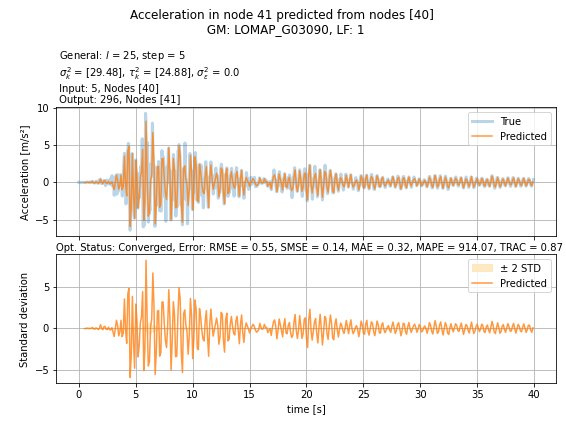 Acceleration in node 41 predicted from nodes [40]
GM: LOMAP_G03090, LF: 1
General: l = 25, step = 5
σ²ₖ = [29.48], τ²ₖ = [24.88], σ²ε = 0.0
Input: 5, Nodes [40]
Output: 296, Nodes [41]
10
5
0
−5
Acceleration [m/s²]
True
Predicted
Opt. Status: Converged, Error: RMSE = 0.55, SMSE = 0.14, MAE = 0.32, MAPE = 914.07, TRAC = 0.87
5
0
−5
Standard deviation
± 2 STD
Predicted
0 5 10 15 20 25 30 35 40
time [s]